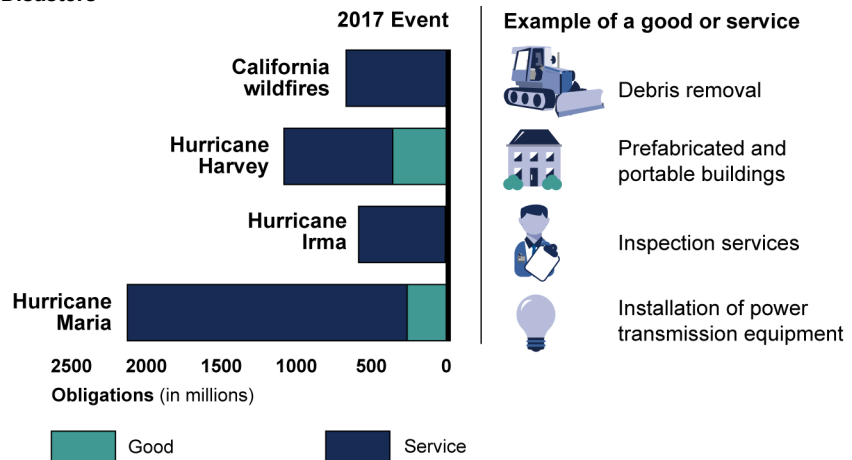 2017 Event
California
wildfires
Hurricane
Harvey
Hurricane
Irma
Hurricane
Maria
2500 2000 1500 1000 500 0
Obligations (in millions)
Good Service
Example of a good or service
Debris removal
Prefabricated and
portable buildings
Inspection services
Installation of power
transmission equipment